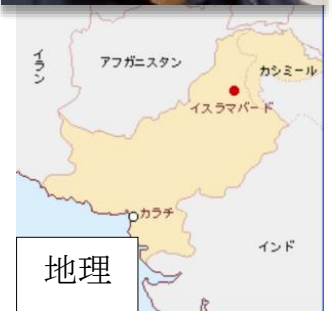 イラン
アフガニスタン
カシミール
イスラマバード
カラチ
インド
地理